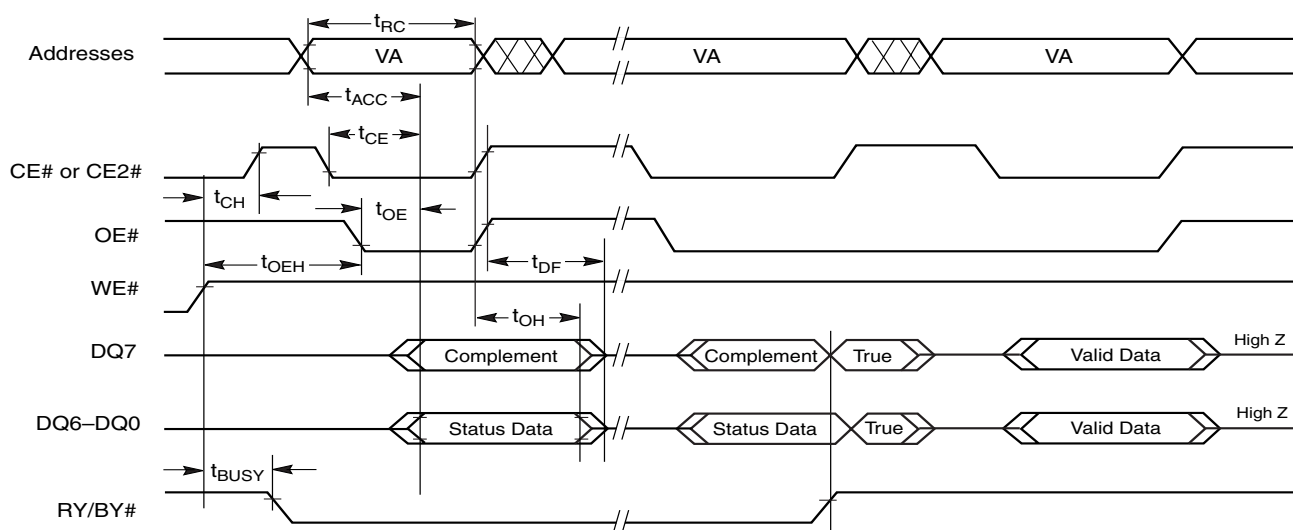 tRC
Addresses VA VA VA
tACC
tCE
CE# or CE2#
tCH tOE
OE#
tOEH tDF
WE#
tOH
DQ7 Complement Complement True Valid Data High Z
DQ6–DQ0 Status Data Status Data True Valid Data High Z
tBUSY
RY/BY#